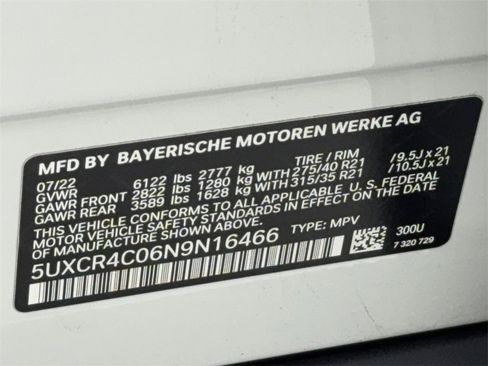 MFD BY BAYERISCHE MOTOREN WERKE AG
07/22 TIRE / RIM
GVWR 6122 lbs 2777 kg
GAWR FRONT 2822 lbs 1280 kg WITH 275/40 R21 /9.5J x 21
GAWR REAR 3589 lbs 1628 kg WITH 315/35 R21 /10.5J x 21
THIS VEHICLE CONFORMS TO ALL APPLICABLE U. S. FEDERAL
MOTOR VEHICLE SAFETY STANDARDS IN EFFECT ON THE DATE
OF MANUFACTURE SHOWN ABOVE.
5UXCR4C06N9N16466 TYPE: MPV 300U
7 320 729